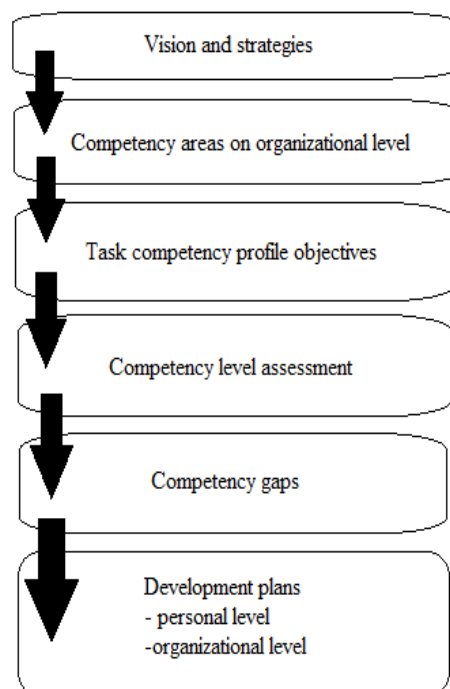 Vision and strategies
Competency areas on organizational level
Task competency profile objectives
Competency level assessment
Competency gaps
Development plans
- personal level
-organizational level